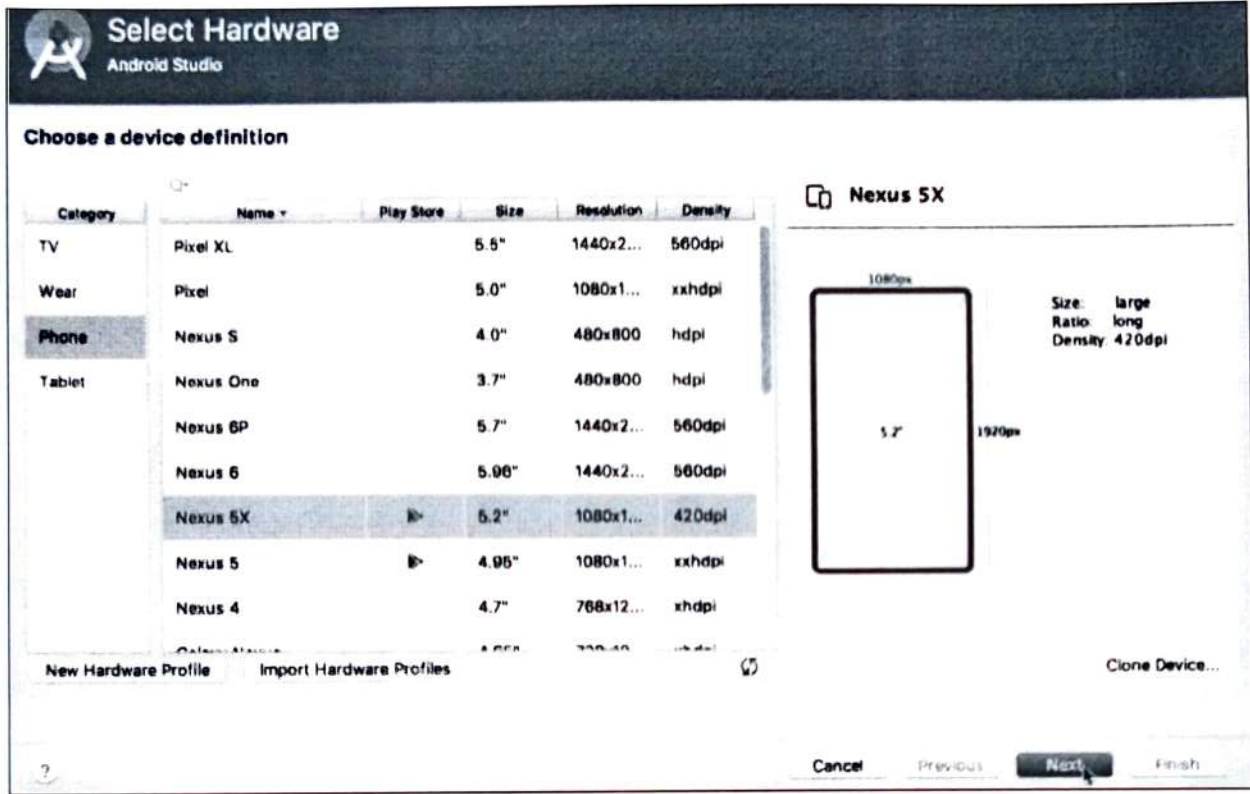 Select Hardware
Android Studio
Choose a device definition
Category Name Play Store Size Resolution Density
TV
Wear
Phone
Tablet
Pixel XL 5.5" 1440x2... 560dpi
Pixel 5.0" 1080x1... xxhdpi
Nexus S 4.0" 480x800 hdpi
Nexus One 3.7" 480x800 hdpi
Nexus 6P 5.7" 1440x2... 560dpi
Nexus 6 5.96" 1440x2... 560dpi
Nexus 5X 5.2" 1080x1... 420dpi
Nexus 5 4.95" 1080x1... xxhdpi
Nexus 4 4.7" 768x12... xhdpi
New Hardware Profile Import Hardware Profiles
Nexus 5X
1080px
5.2"
1920px
Size: large
Ratio: long
Density: 420dpi
Clone Device...
? Cancel Previous Next Finish